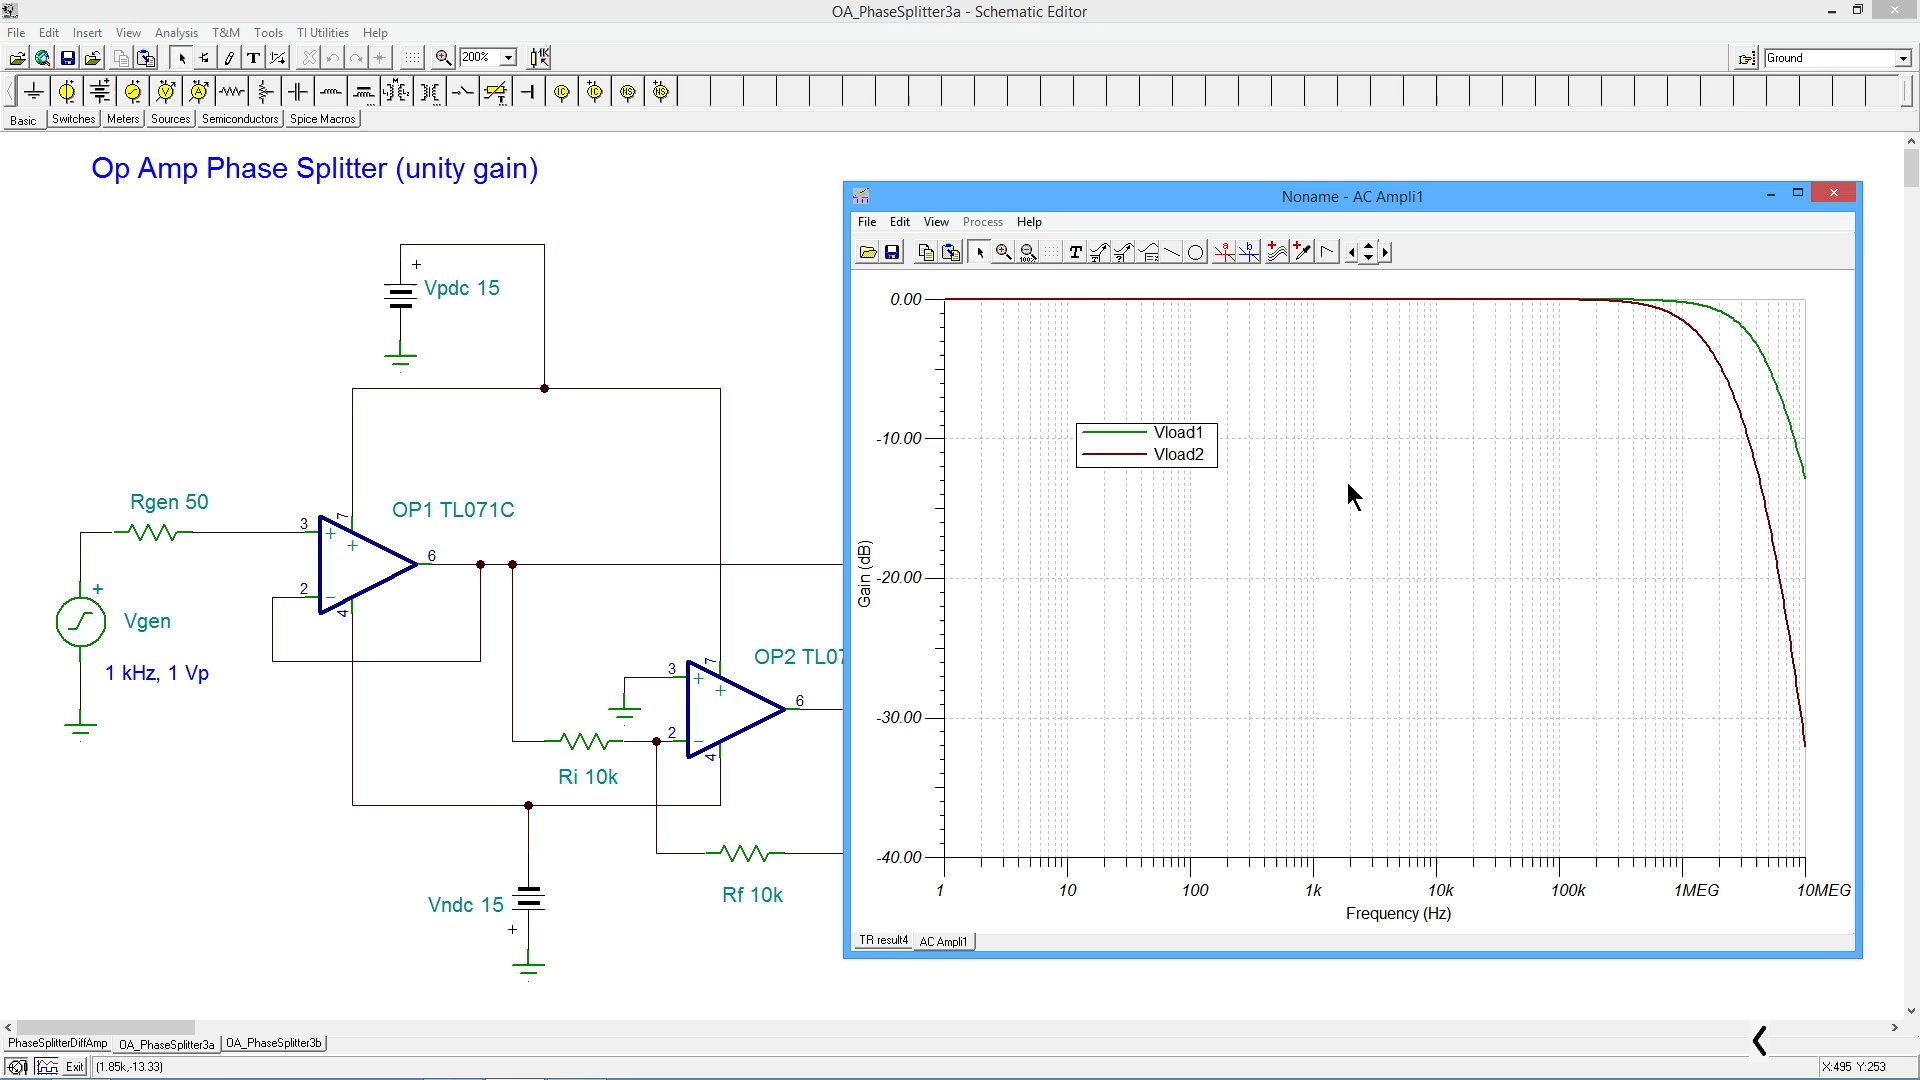 OA_PhaseSplitter3a - Schematic Editor
File Edit Insert View Analysis T&M Tools TI Utilities Help
200%
Ground
Basic Switches Meters Sources Semiconductors Spice Macros
Op Amp Phase Splitter (unity gain)
Vpdc 15
+
Rgen 50
OP1 TL071C
3
7
6
2
4
+
Vgen
1 kHz, 1 Vp
OP2 TL07
3
7
6
2
4
Ri 10k
Rf 10k
Vndc 15
+
Noname - AC Ampli1
File Edit View Process Help
0.00
-10.00
-20.00
-30.00
-40.00
Gain (dB)
Vload1
Vload2
1 10 100 1k 10k 100k 1MEG 10MEG
Frequency (Hz)
TR result4 AC Ampli1
PhaseSplitterDiffAmp OA_PhaseSplitter3a OA_PhaseSplitter3b
Exit (1.85k,-13.33)
X:495 Y:253